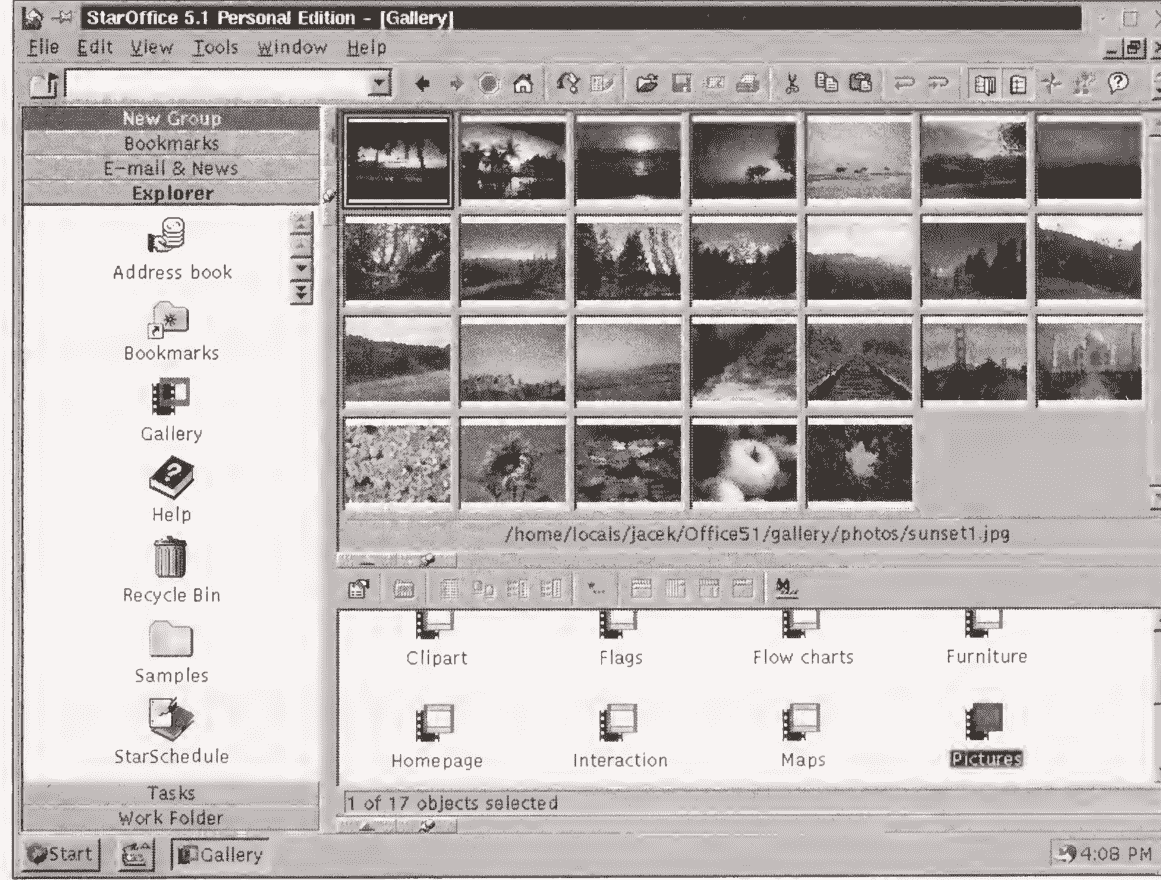 StarOffice 5.1 Personal Edition - [Gallery]
File Edit View Tools Window Help
New Group
Bookmarks
E-mail & News
Explorer
Address book
Bookmarks
Gallery
Help
Recycle Bin
Samples
StarSchedule
Tasks
Work Folder
/home/locals/jacek/Office51/gallery/photos/sunset1.jpg
Clipart Flags Flow charts Furniture
Homepage Interaction Maps Pictures
1 of 17 objects selected
Start Gallery 4:08 PM